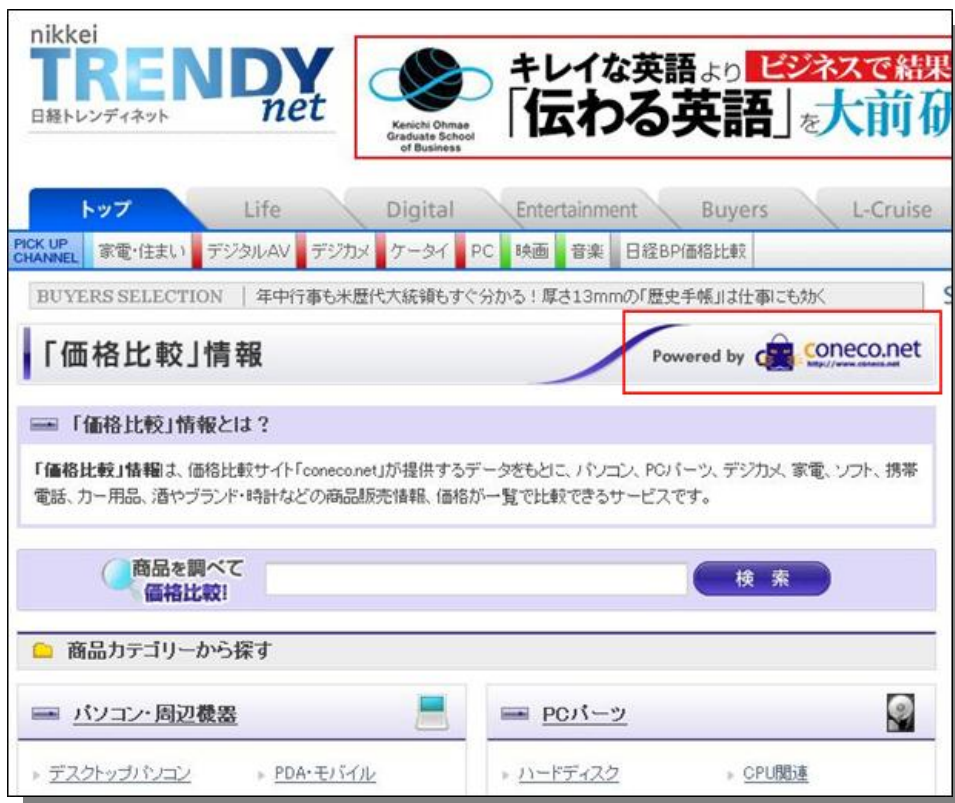 nikkei
TRENDY
net
日経トレンディネット
Kenichi Ohmae
Graduate School
of Business
キレイな英語より ビジネスで結果
「伝わる英語」を大前研
トップ Life Digital Entertainment Buyers L-Cruise
PICK UP
CHANNEL 家電・住まい デジタルAV デジカメ ケータイ PC 映画 音楽 日経BP価格比較
BUYERS SELECTION 年中行事も米歴代大統領もすぐ分かる！厚さ13mmの「歴史手帳」は仕事にも効く S
「価格比較」情報
Powered by coneco.net
http://www.coneco.net
「価格比較」情報とは？
「価格比較」情報は、価格比較サイト「coneco.net」が提供するデータをもとに、パソコン、PCパーツ、デジカメ、家電、ソフト、携帯
電話、カー用品、酒やブランド・時計などの商品販売情報、価格が一覧で比較できるサービスです。
商品を調べて
価格比較!
検 索
商品カテゴリーから探す
パソコン・周辺機器 PCパーツ
デスクトップパソコン PDA・モバイル ハードディスク CPU関連